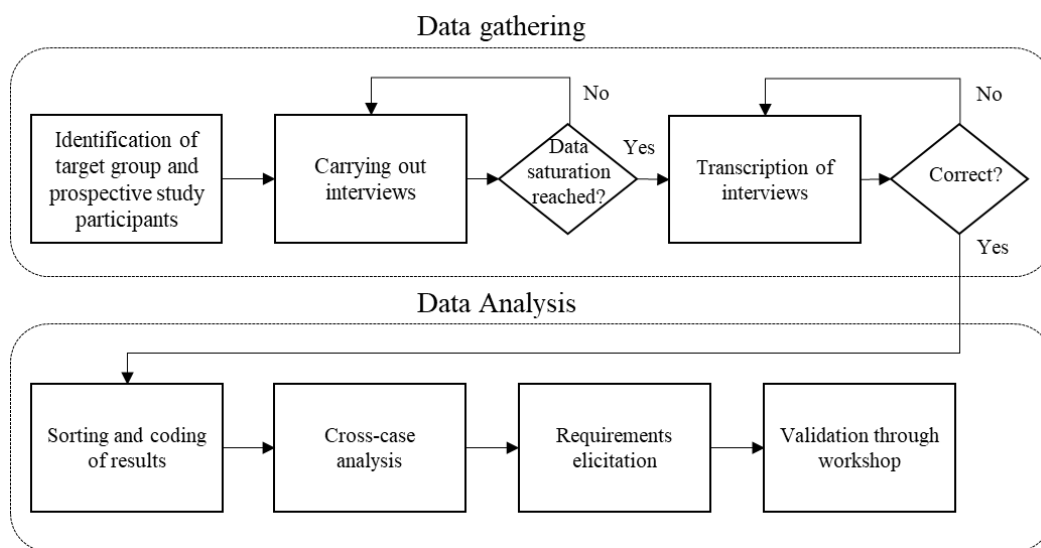 Data gathering
No
No
Identification of
target group and
prospective study
participants
Carrying out
interviews
Data
saturation
reached?
Yes
Transcription of
interviews
Correct?
Yes
Data Analysis
Sorting and coding
of results
Cross-case
analysis
Requirements
elicitation
Validation through
workshop